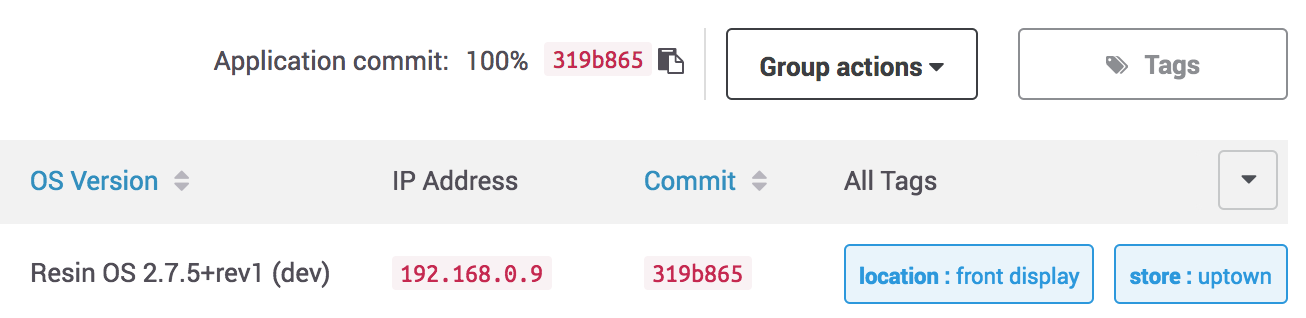 Application commit: 100% 319b865 Group actions Tags
OS Version IP Address Commit All Tags
Resin OS 2.7.5+rev1 (dev) 192.168.0.9 319b865 location : front display store : uptown